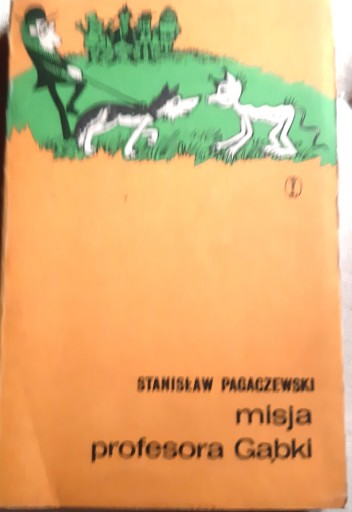 STANISŁAW PAGACZEWSKI
misja
profesora Gąbki